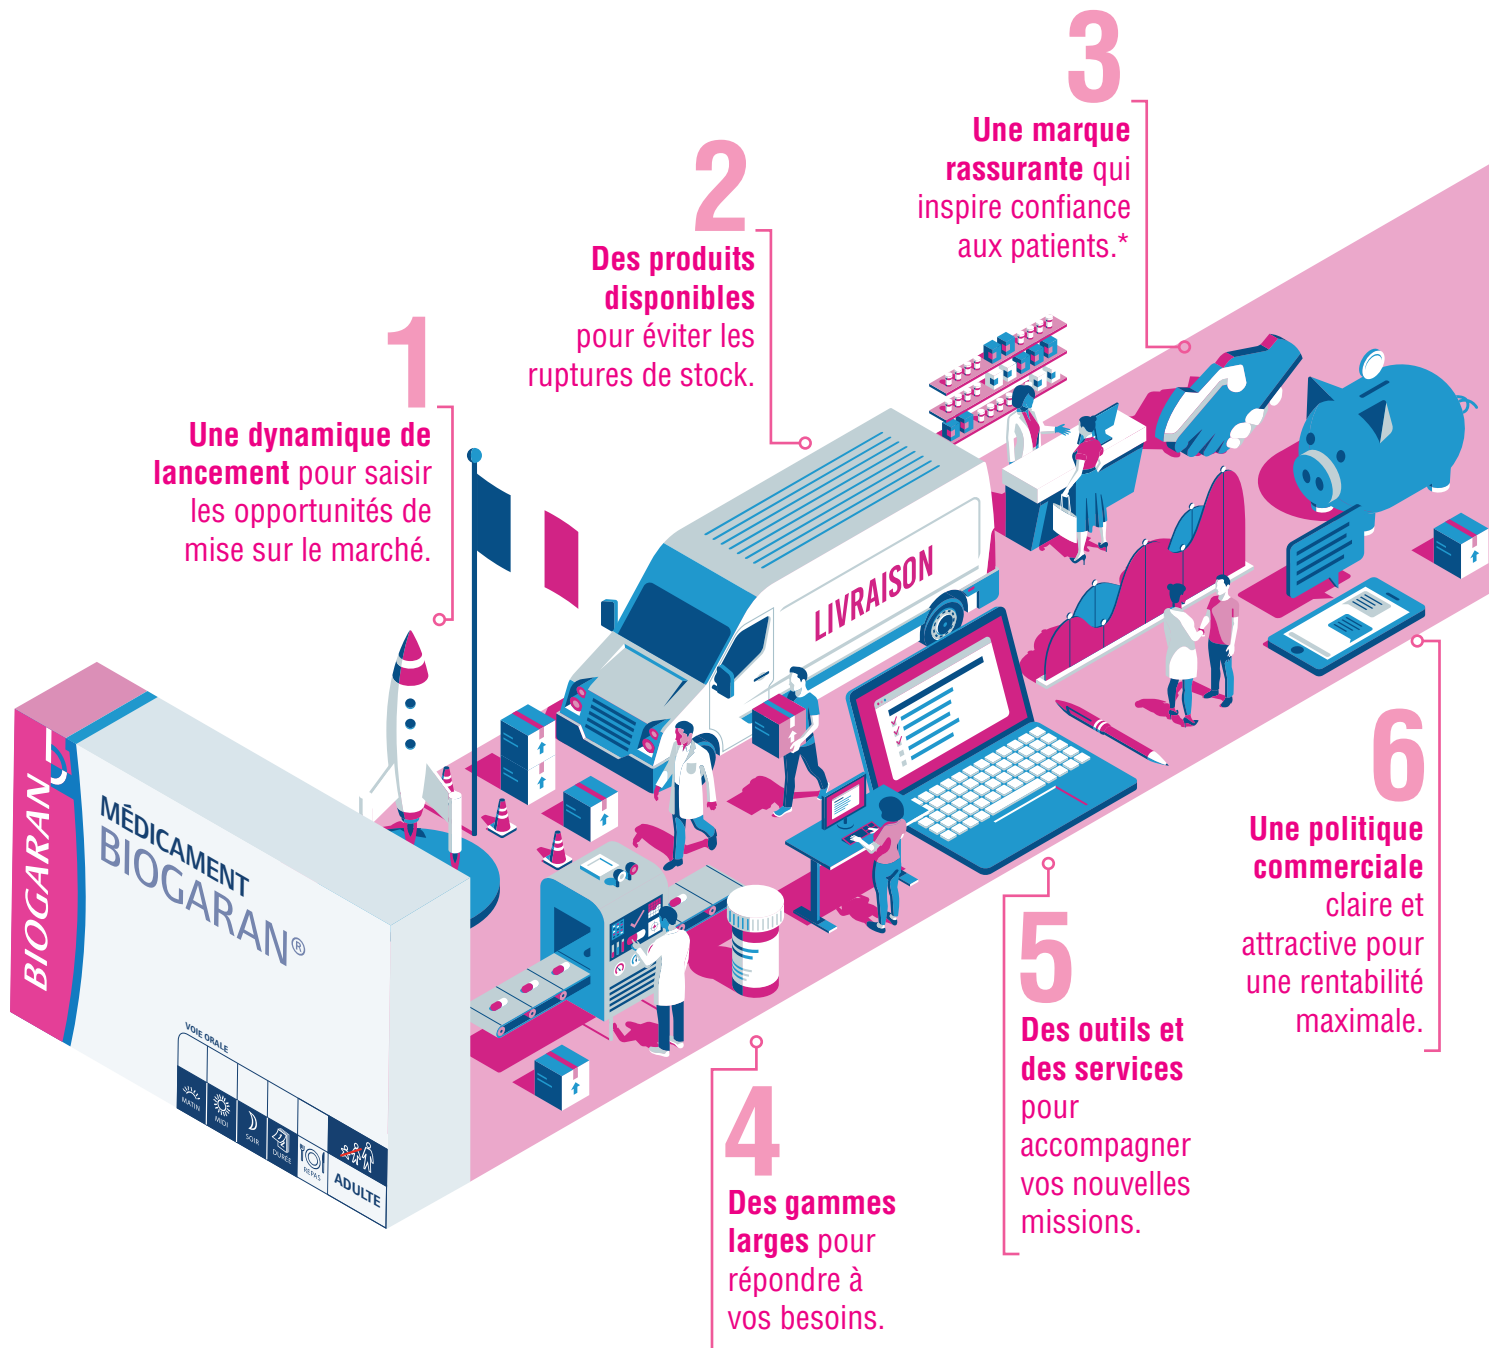 1
Une dynamique de
lancement pour saisir
les opportunités de
mise sur le marché.
2
Des produits
disponibles
pour éviter les
ruptures de stock.
3
Une marque
rassurante qui
inspire confiance
aux patients.*
LIVRAISON
BIOGARAN
MÉDICAMENT
BIOGARAN®
VOIE ORALE
MATIN
MIDI
SOIR
DURÉE
REPAS
ADULTE
4
Des gammes
larges pour
répondre à
vos besoins.
5
Des outils et
des services
pour
accompagner
vos nouvelles
missions.
6
Une politique
commerciale
claire et
attractive pour
une rentabilité
maximale.